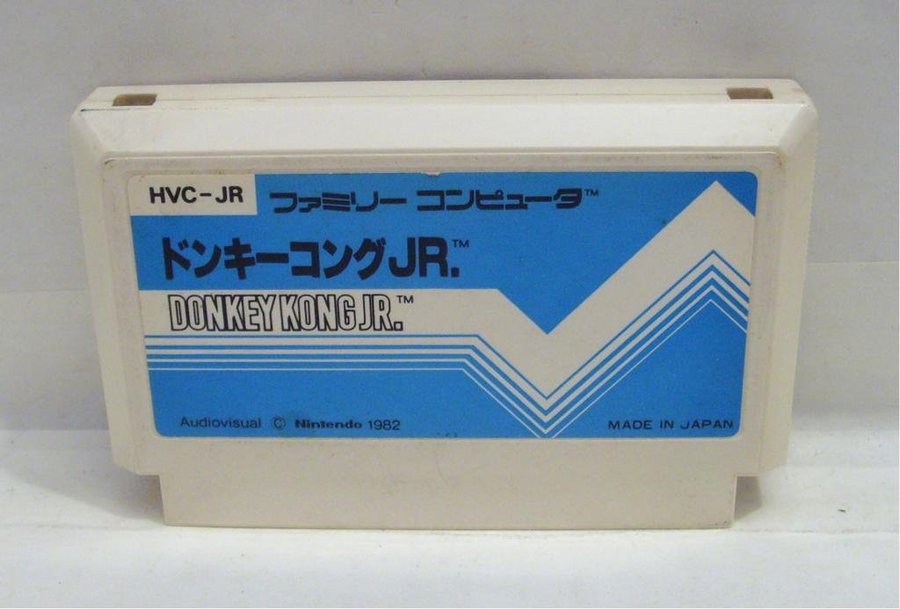 HVC-JR ファミリー コンピュータ™
ドンキーコングJR.™
DONKEY KONG JR.™
Audiovisual © Nintendo 1982
MADE IN JAPAN